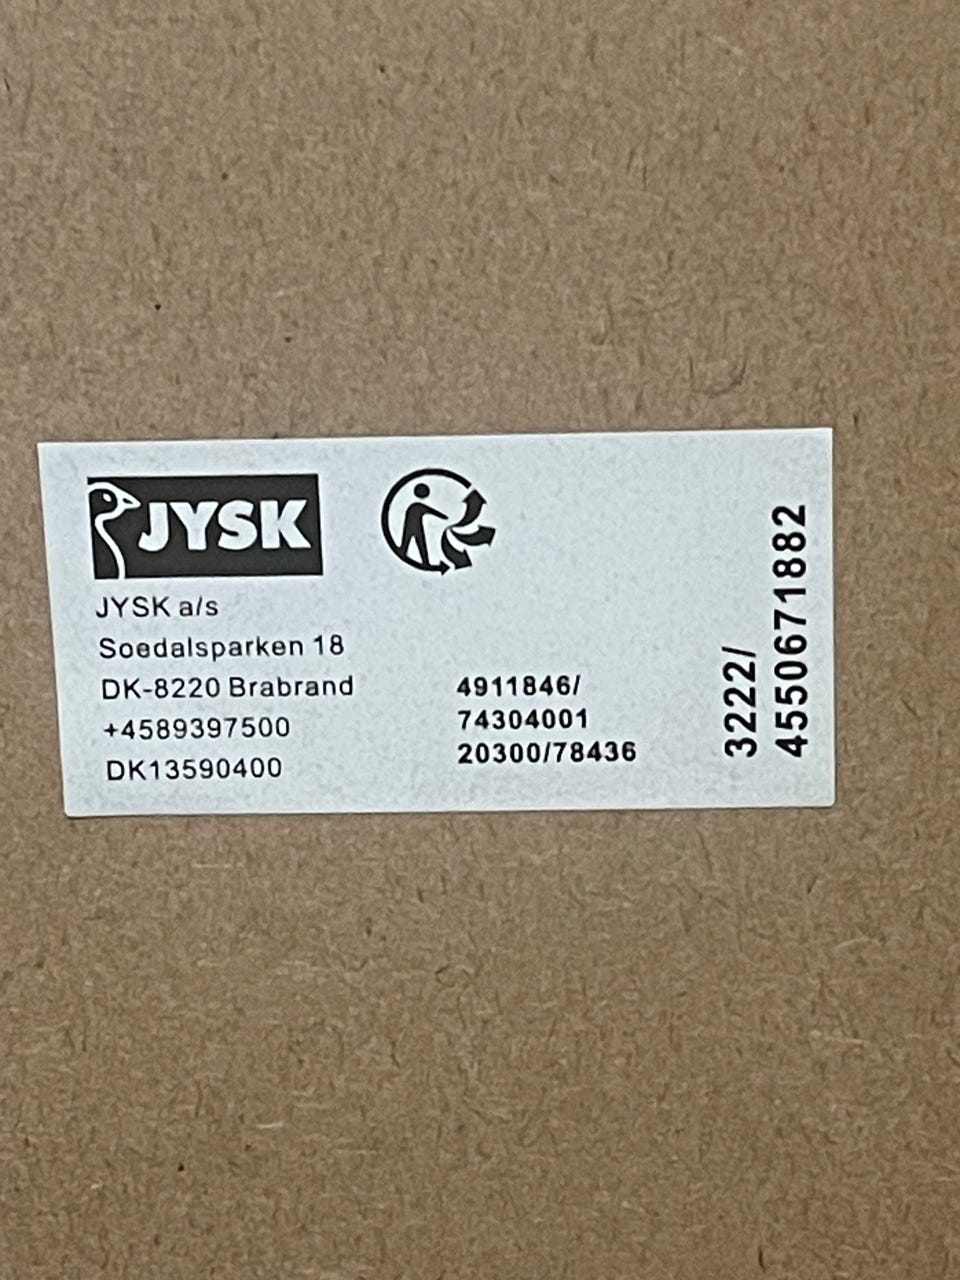 JYSK
JYSK a/s
Soedalsparken 18
DK-8220 Brabrand
+4589397500
DK13590400
4911846/
74304001
20300/78436
3222/
4550671882